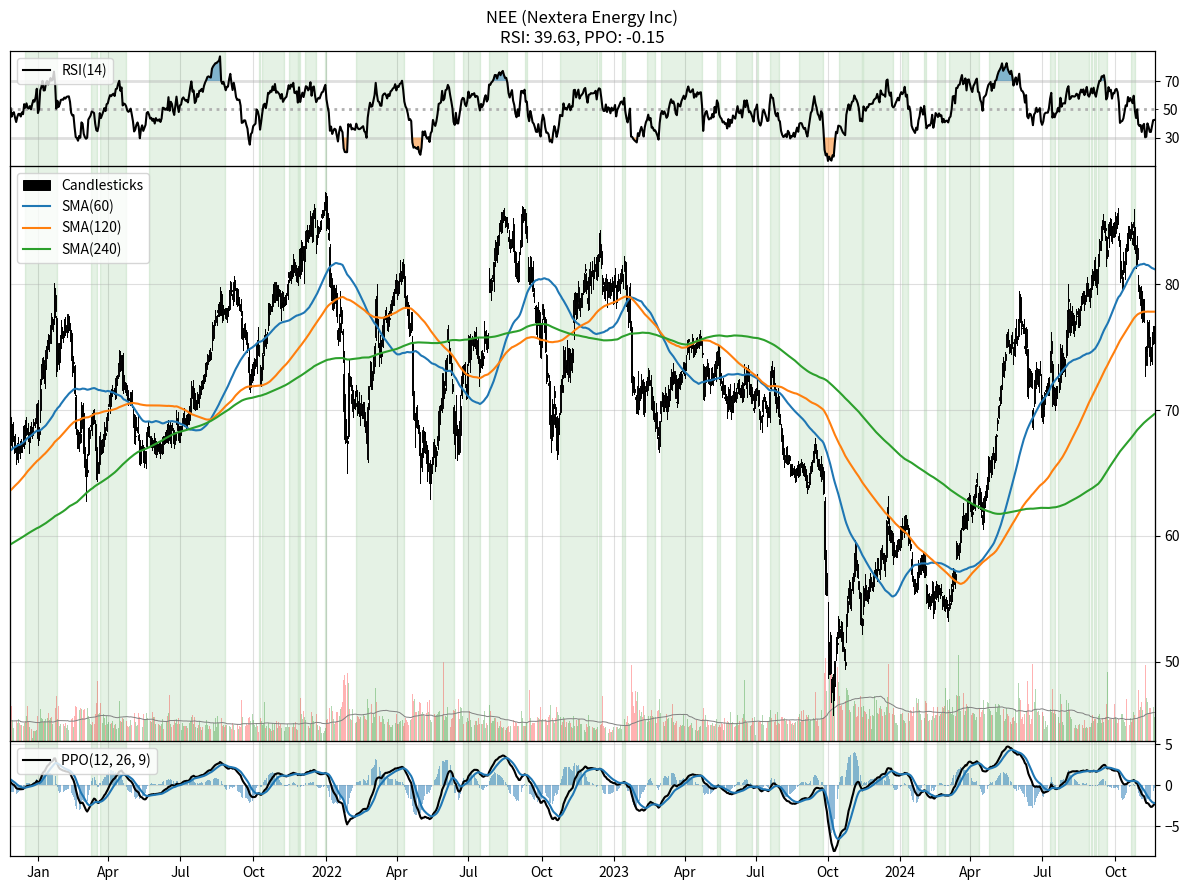 NEE (Nextera Energy Inc)
RSI: 39.63, PPO: -0.15
RSI(14)
70
50
30
Candlesticks
SMA(60)
SMA(120)
SMA(240)
80
70
60
50
PPO(12, 26, 9)
5
0
−5
Jan Apr Jul Oct 2022 Apr Jul Oct 2023 Apr Jul Oct 2024 Apr Jul Oct